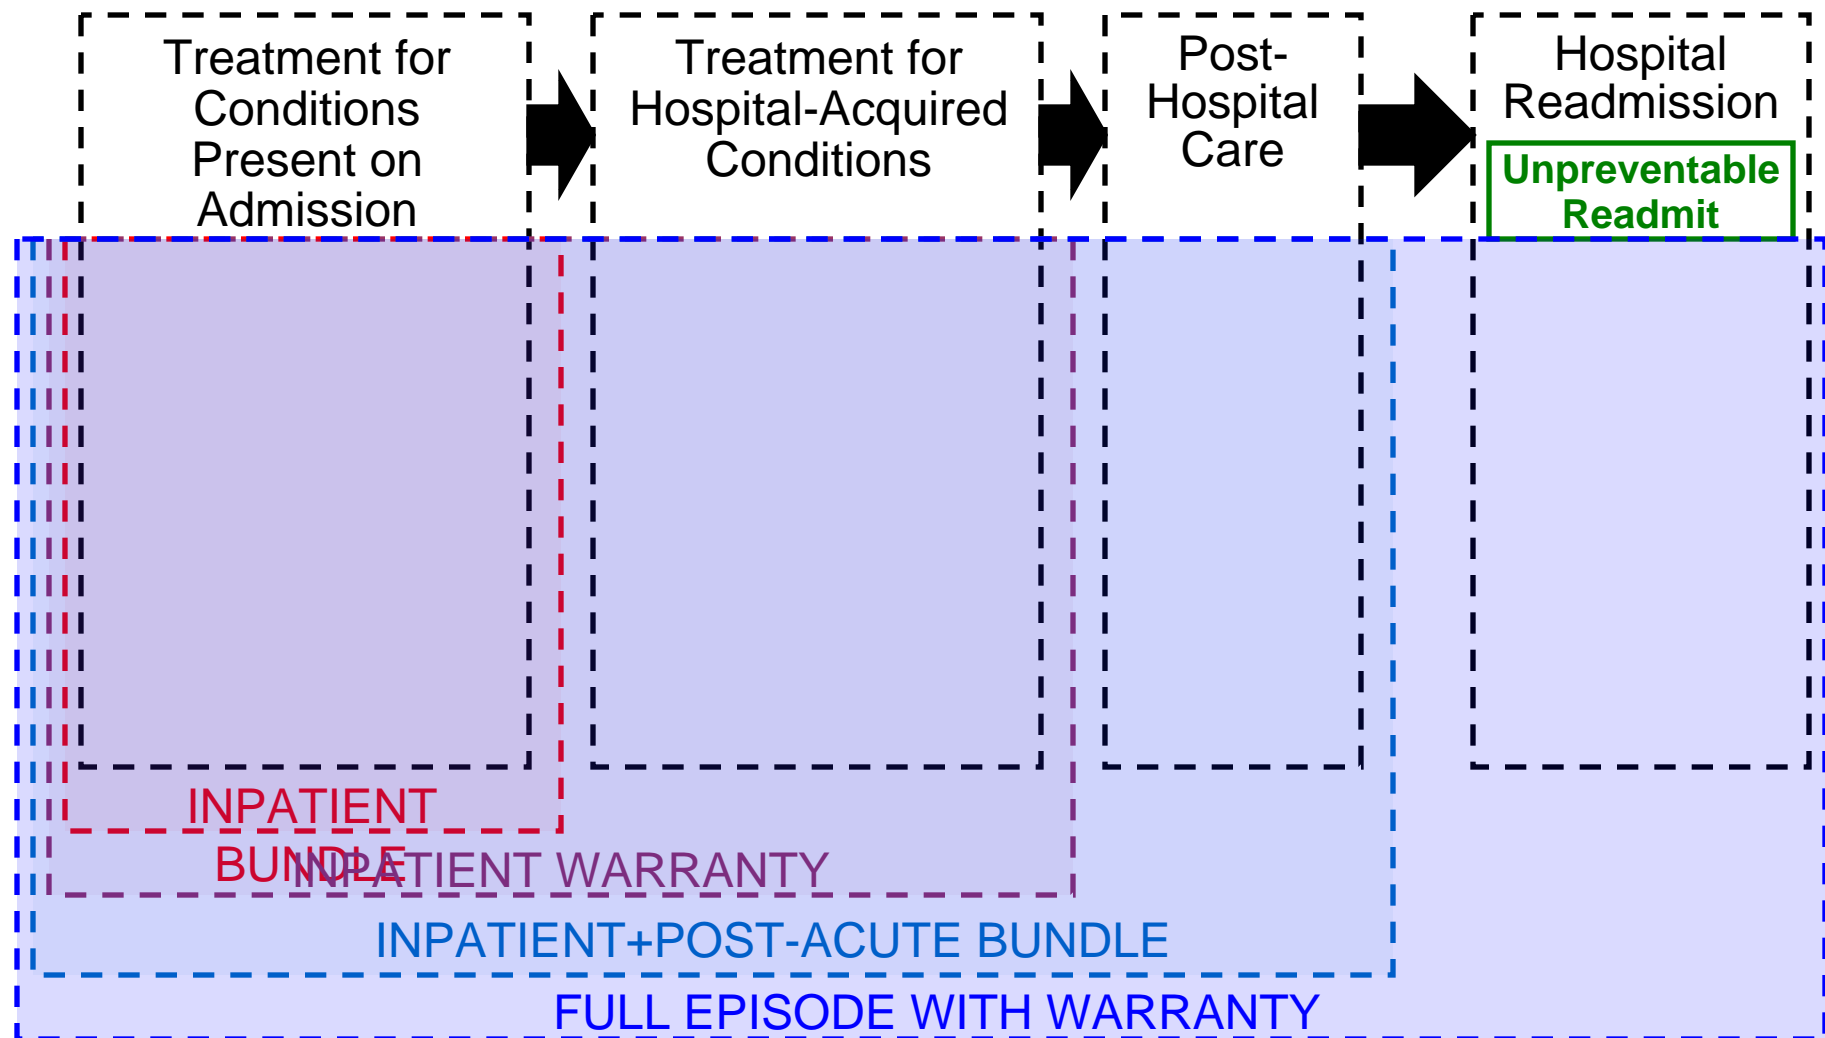 Treatment for
Conditions
Present on
Admission
Treatment for
Hospital-Acquired
Conditions
Post-
Hospital
Care
Hospital
Readmission
Unpreventable
Readmit
INPATIENT
BUNDLE
INPATIENT WARRANTY
INPATIENT+POST-ACUTE BUNDLE
FULL EPISODE WITH WARRANTY